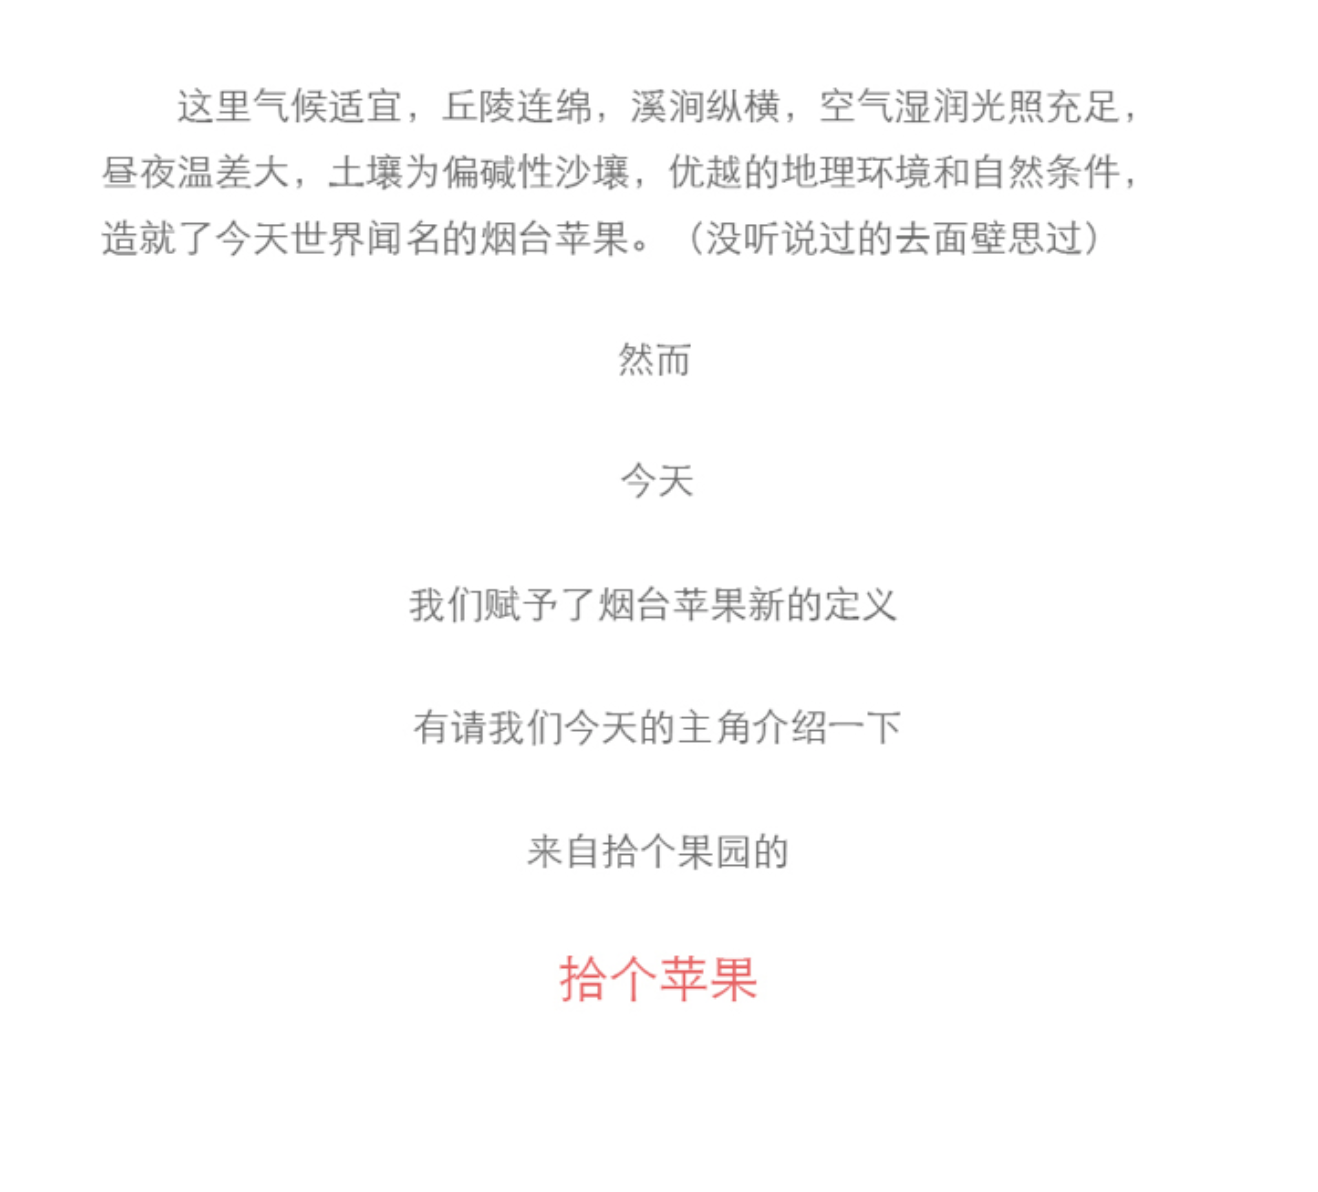 这里气候适宜，丘陵连绵，溪涧纵横，空气湿润光照充足，
昼夜温差大，土壤为偏碱性沙壤，优越的地理环境和自然条件，
造就了今天世界闻名的烟台苹果。（没听说过的去面壁思过）
然而
今天
我们赋予了烟台苹果新的定义
有请我们今天的主角介绍一下
来自拾个果园的
拾个苹果